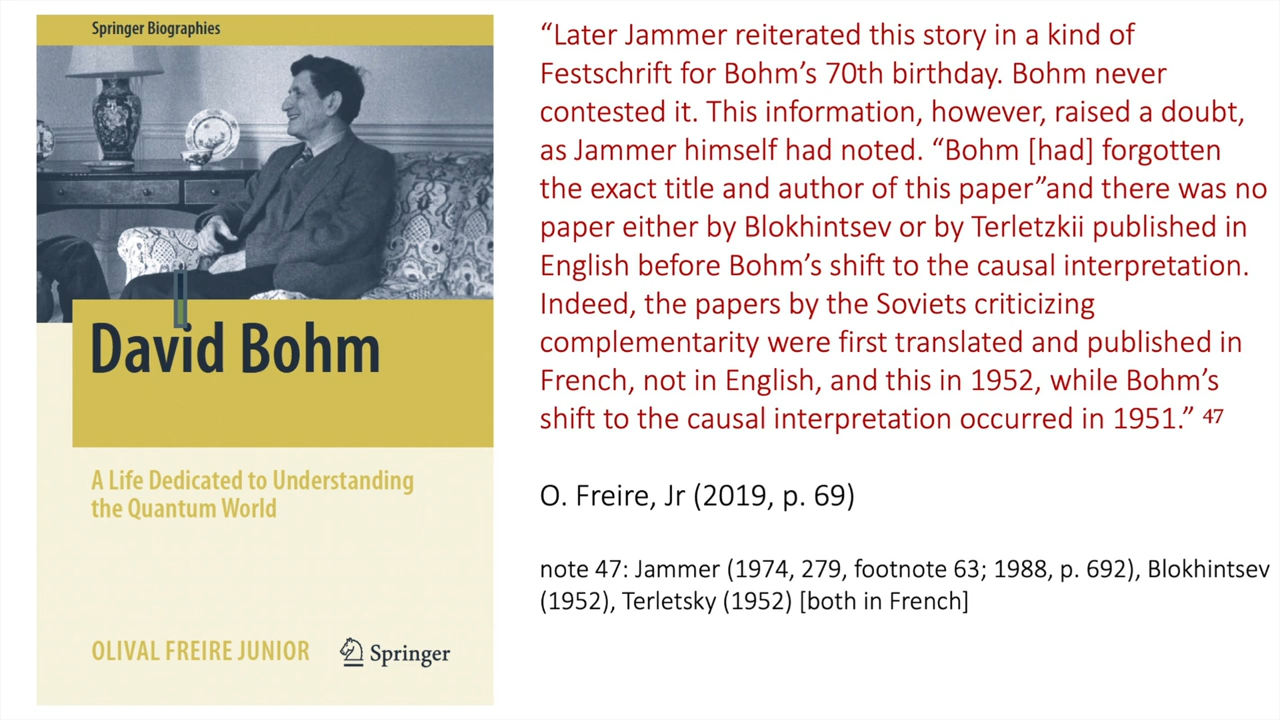 Springer Biographies
David Bohm
A Life Dedicated to Understanding
the Quantum World
OLIVAL FREIRE JUNIOR
Springer
“Later Jammer reiterated this story in a kind of
Festschrift for Bohm’s 70th birthday. Bohm never
contested it. This information, however, raised a doubt,
as Jammer himself had noted. “Bohm [had] forgotten
the exact title and author of this paper”and there was no
paper either by Blokhintsev or by Terletzkii published in
English before Bohm’s shift to the causal interpretation.
Indeed, the papers by the Soviets criticizing
complementarity were first translated and published in
French, not in English, and this in 1952, while Bohm’s
shift to the causal interpretation occurred in 1951.” 47
O. Freire, Jr (2019, p. 69)
note 47: Jammer (1974, 279, footnote 63; 1988, p. 692), Blokhintsev
(1952), Terletsky (1952) [both in French]